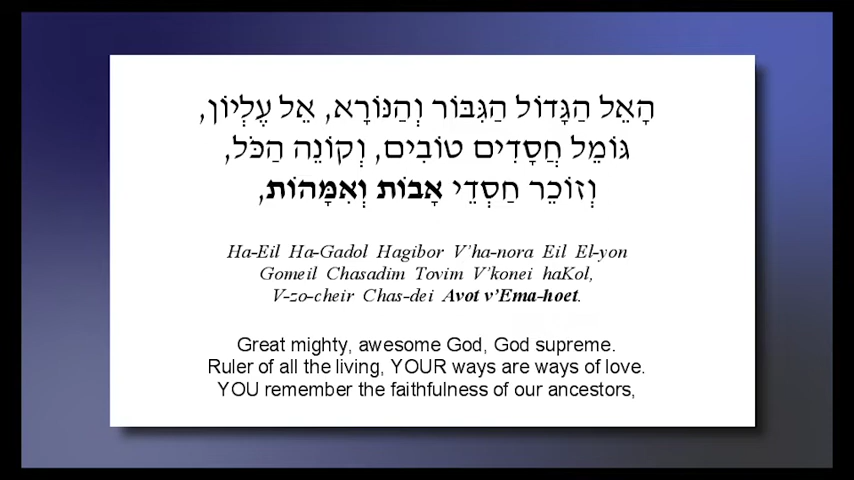 הָאֵל הַגָּדוֹל הַגִּבּוֹר וְהַנּוֹרָא, אֵל עֶלְיוֹן,
גּוֹמֵל חֲסָדִים טוֹבִים, וְקוֹנֵה הַכֹּל,
וְזוֹכֵר חַסְדֵי אָבוֹת וְאִמָּהוֹת,
Ha-Eil Ha-Gadol Hagibor V'ha-nora Eil El-yon
Gomeil Chasadim Tovim V'konei haKol,
V-zo-cheir Chas-dei Avot v'Ema-hoet.
Great mighty, awesome God, God supreme.
Ruler of all the living, YOUR ways are ways of love.
YOU remember the faithfulness of our ancestors,